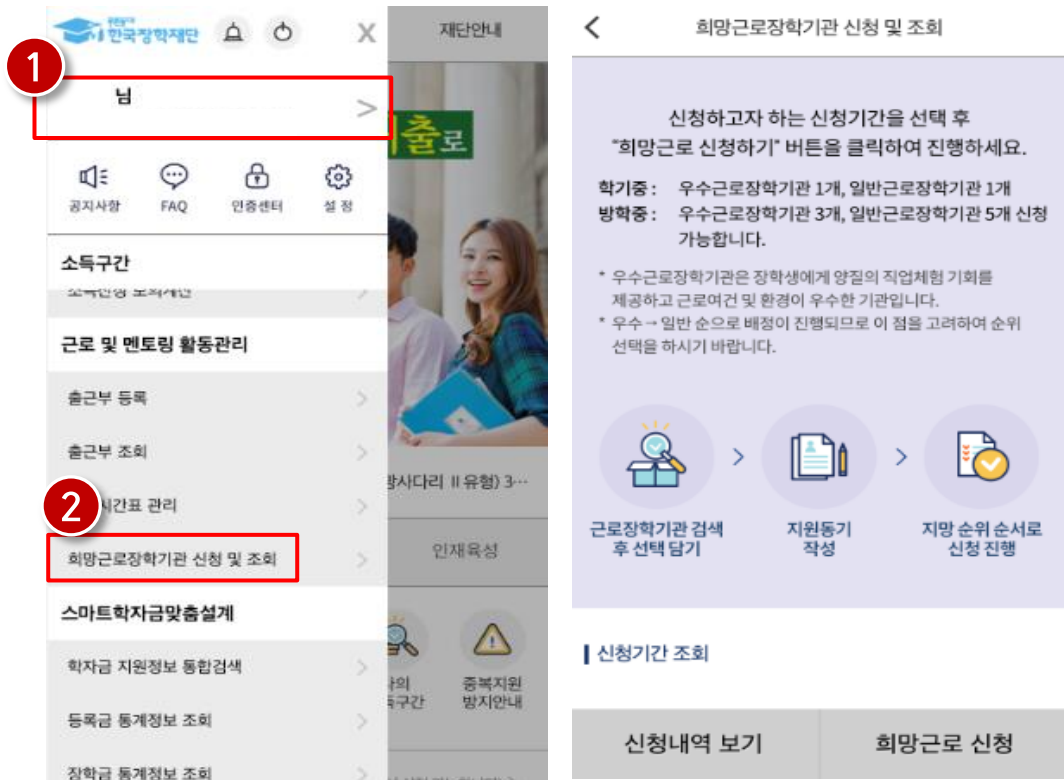 한국장학재단
X
재단안내
1
님
>
출로
공지사항
FAQ
인증센터
설 정
소득구간
근로 및 멘토링 활동관리
출근부 등록
출근부 조회
2
시간표 관리
희망근로장학기관 신청 및 조회
스마트학자금맞춤설계
학자금 지원정보 통합검색
등록금 통계정보 조회
장학금 통계정보 조회
사다리 II 유형) 3…
인재육성
구간
중복지원
방지안내
희망근로장학기관 신청 및 조회
신청하고자 하는 신청기간을 선택 후
"희망근로 신청하기" 버튼을 클릭하여 진행하세요.
학기중 : 우수근로장학기관 1개, 일반근로장학기관 1개
방학중 : 우수근로장학기관 3개, 일반근로장학기관 5개 신청
가능합니다.
* 우수근로장학기관은 장학생에게 양질의 직업체험 기회를
제공하고 근로여건 및 환경이 우수한 기관입니다.
* 우수 → 일반 순으로 배정이 진행되므로 이 점을 고려하여 순위
선택을 하시기 바랍니다.
근로장학기관 검색
후 선택 담기
지원동기
작성
지망 순위 순서로
신청 진행
신청기간 조회
신청내역 보기
희망근로 신청